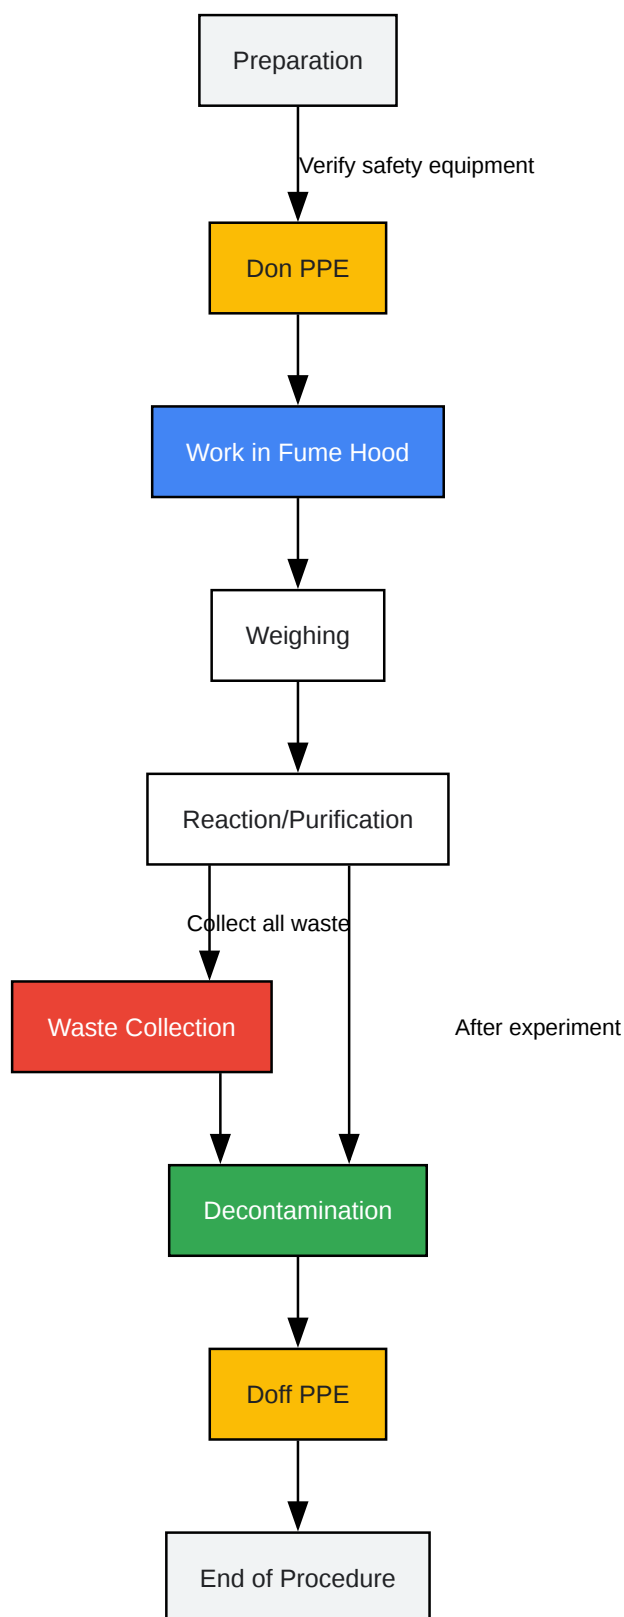 Preparation
Verify safety equipment
Don PPE
Work in Fume Hood
Weighing
Reaction/Purification
Collect all waste
Waste Collection
After experiment
Decontamination
Doff PPE
End of Procedure